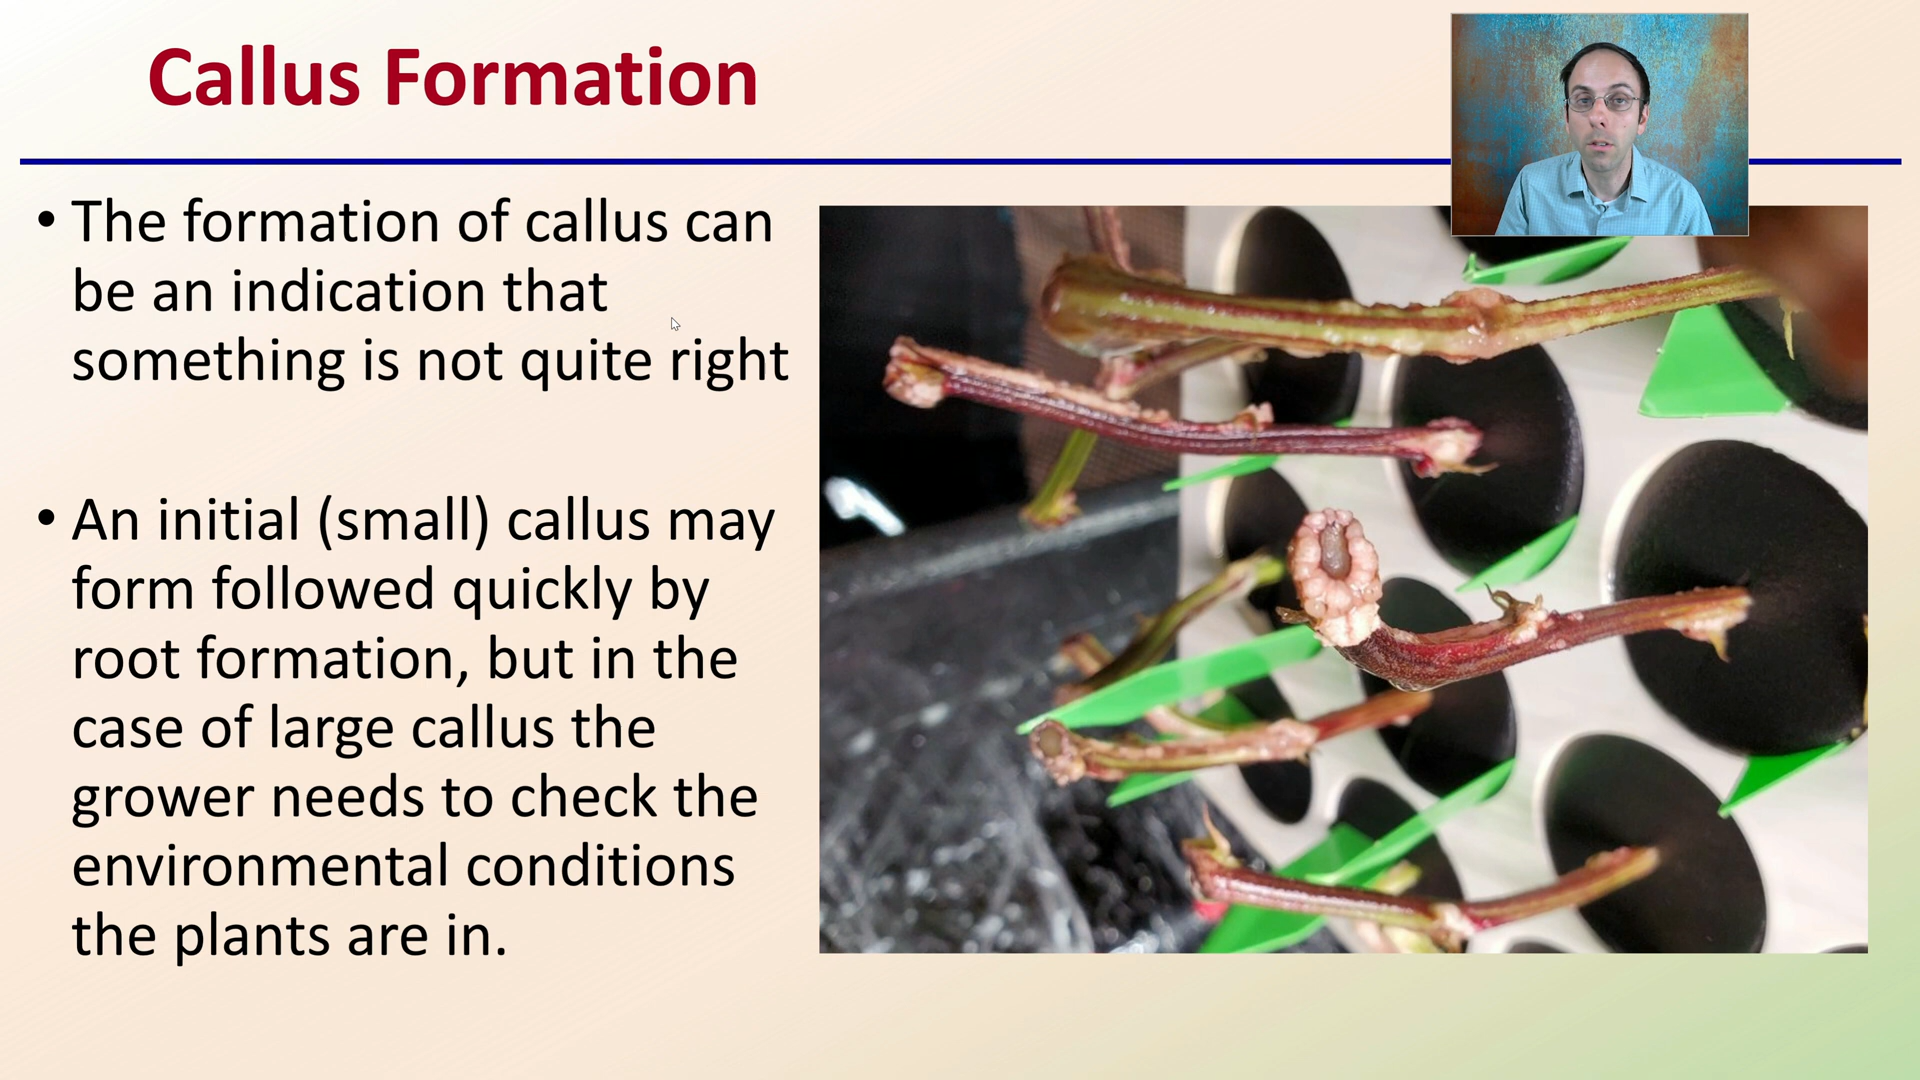 Callus Formation
• The formation of callus can
be an indication that
something is not quite right
• An initial (small) callus may
form followed quickly by
root formation, but in the
case of large callus the
grower needs to check the
environmental conditions
the plants are in.